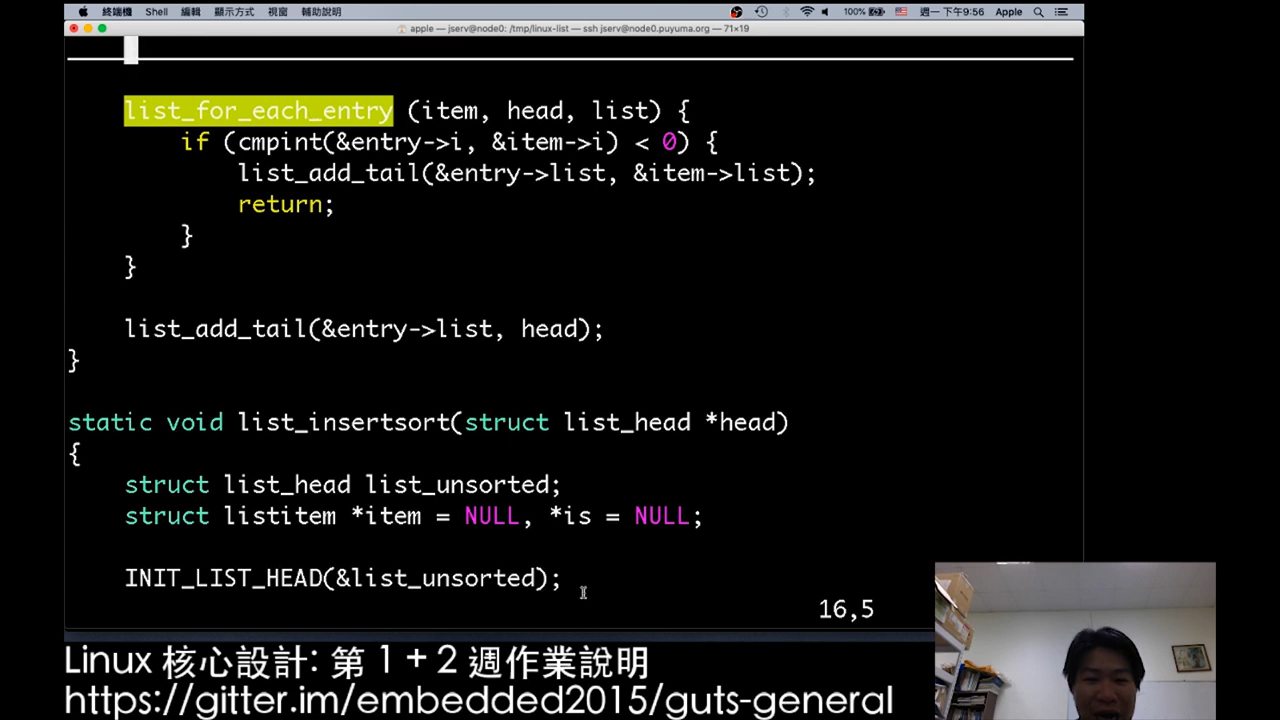 終端機 Shell 編輯 顯示方式 視窗 輔助說明 100% 週一 下午9:56 Apple
apple — jserv@node0: /tmp/linux-list — ssh jserv@node0.puyuma.org — 71×19
list_for_each_entry (item, head, list) {
if (cmpint(&entry->i, &item->i) < 0) {
list_add_tail(&entry->list, &item->list);
return;
}
}
list_add_tail(&entry->list, head);
}
static void list_insertsort(struct list_head *head)
{
struct list_head list_unsorted;
struct listitem *item = NULL, *is = NULL;
INIT_LIST_HEAD(&list_unsorted);
16,5
Linux 核心設計: 第 1 + 2 週作業說明
https://gitter.im/embedded2015/guts-general